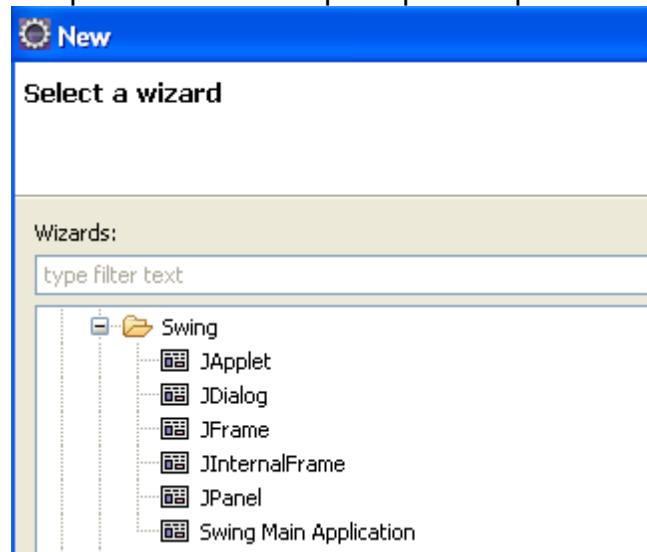 New
Select a wizard
Wizards:
type filter text
Swing
JApplet
JDialog
JFrame
JInternalFrame
JPanel
Swing Main Application